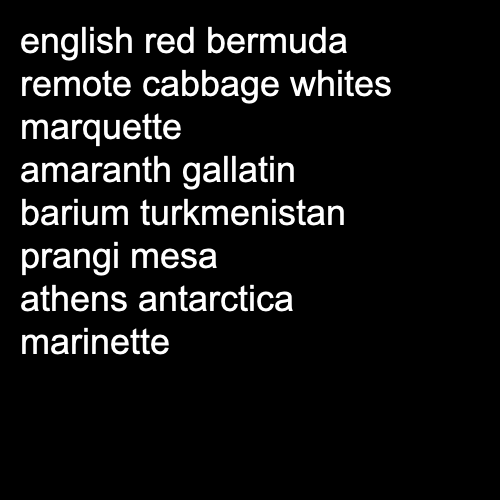 english red bermuda
remote cabbage whites
marquette
amaranth gallatin
barium turkmenistan
prangi mesa
athens antarctica
marinette